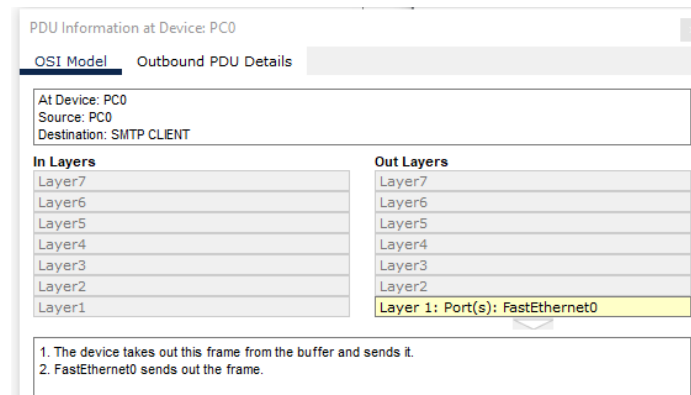 PDU Information at Device: PC0
OSI Model Outbound PDU Details
At Device: PC0
Source: PC0
Destination: SMTP CLIENT
In Layers
Layer7
Layer6
Layer5
Layer4
Layer3
Layer2
Layer1
Out Layers
Layer7
Layer6
Layer5
Layer4
Layer3
Layer2
Layer 1: Port(s): FastEthernet0
1. The device takes out this frame from the buffer and sends it.
2. FastEthernet0 sends out the frame.